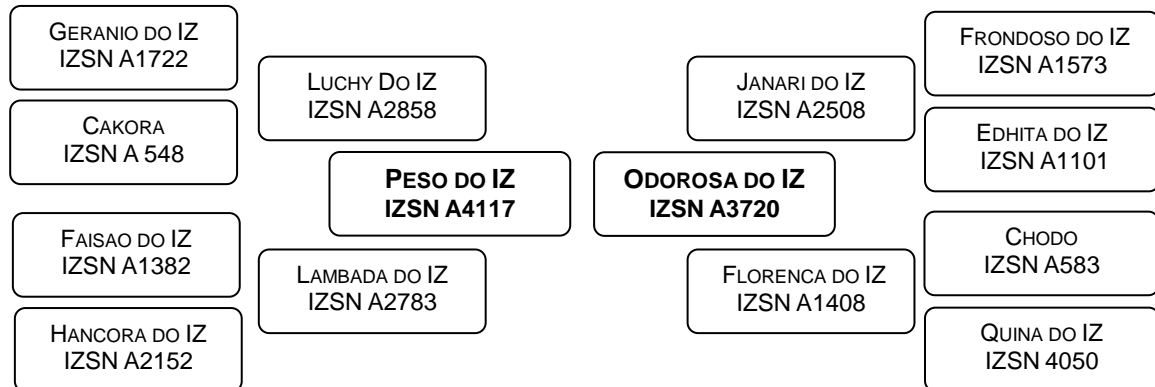 GERANIO DO IZ
IZSN A1722
CAKORA
IZSN A 548
FAISAO DO IZ
IZSN A1382
HANCORA DO IZ
IZSN A2152
LUCHY DO IZ
IZSN A2858
LAMBADA DO IZ
IZSN A2783
PESO DO IZ
IZSN A4117
ODOROSA DO IZ
IZSN A3720
JANARI DO IZ
IZSN A2508
FLORENCA DO IZ
IZSN A1408
FRONDOSO DO IZ
IZSN A1573
EDHITA DO IZ
IZSN A1101
CHODO
IZSN A583
QUINA DO IZ
IZSN 4050